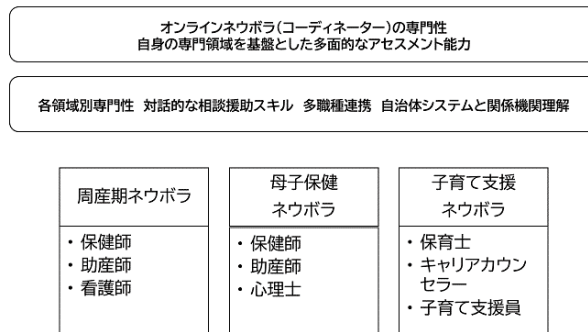 オンラインネウボラ(コーディネーター)の専門性
自身の専門領域を基盤とした多面的なアセスメント能力
各領域別専門性 対話的な相談援助スキル 多職種連携 自治体システムと関係機関理解
周産期ネウボラ
・保健師
・助産師
・看護師
母子保健
ネウボラ
・保健師
・助産師
・心理士
子育て支援
ネウボラ
・保育士
・キャリアカウン
セラー
・子育て支援員